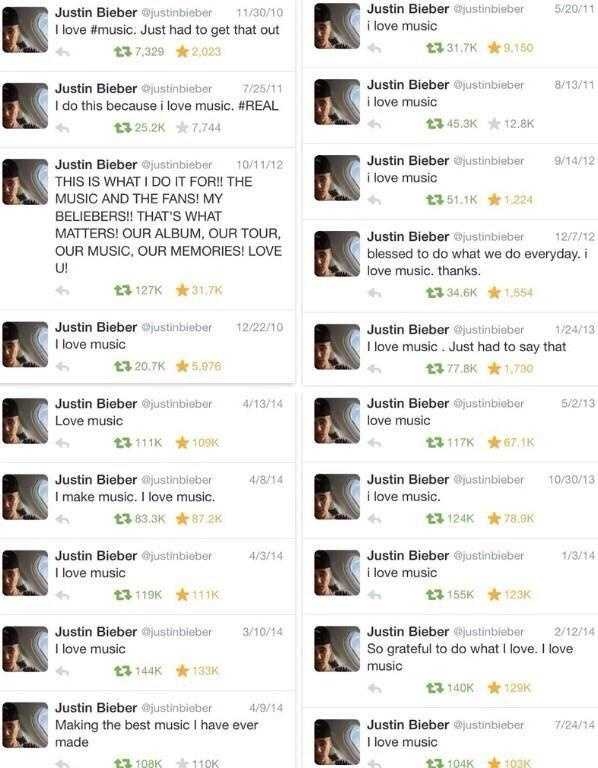 Justin Bieber @justinbieber 11/30/10
I love #music. Just had to get that out
7,329 2,023
Justin Bieber @justinbieber 7/25/11
I do this because i love music. #REAL
25.2K 7,744
Justin Bieber @justinbieber 10/11/12
THIS IS WHAT I DO IT FOR!! THE
MUSIC AND THE FANS! MY
BELIEBERS!! THAT'S WHAT
MATTERS! OUR ALBUM, OUR TOUR,
OUR MUSIC, OUR MEMORIES! LOVE
U!
127K 31.7K
Justin Bieber @justinbieber 12/22/10
I love music
20.7K 5,976
Justin Bieber @justinbieber 4/13/14
Love music
111K 109K
Justin Bieber @justinbieber 4/8/14
I make music. I love music.
83.3K 87.2K
Justin Bieber @justinbieber 4/3/14
I love music
119K 111K
Justin Bieber @justinbieber 3/10/14
I love music
144K 133K
Justin Bieber @justinbieber 4/9/14
Making the best music I have ever
made
108K 110K
Justin Bieber @justinbieber 5/20/11
i love music
31.7K 9,150
Justin Bieber @justinbieber 8/13/11
i love music
45.3K 12.8K
Justin Bieber @justinbieber 9/14/12
i love music
51.1K 1,224
Justin Bieber @justinbieber 12/7/12
blessed to do what we do everyday. i
love music. thanks.
34.6K 1,554
Justin Bieber @justinbieber 1/24/13
I love music . Just had to say that
77.8K 1,730
Justin Bieber @justinbieber 5/2/13
love music
117K 67.1K
Justin Bieber @justinbieber 10/30/13
i love music.
124K 78.9K
Justin Bieber @justinbieber 1/3/14
i love music
155K 123K
Justin Bieber @justinbieber 2/12/14
So grateful to do what I love. I love
music
140K 129K
Justin Bieber @justinbieber 7/24/14
I love music
104K 103K